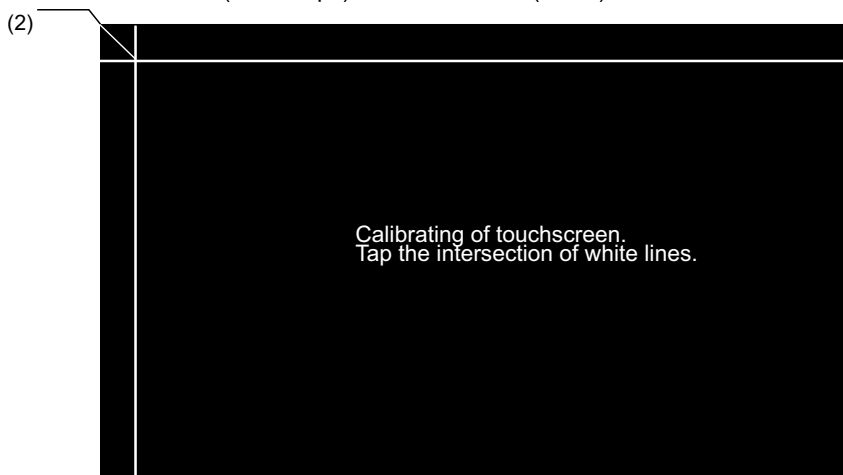 (2)
Calibrating of touchscreen.
Tap the intersection of white lines.